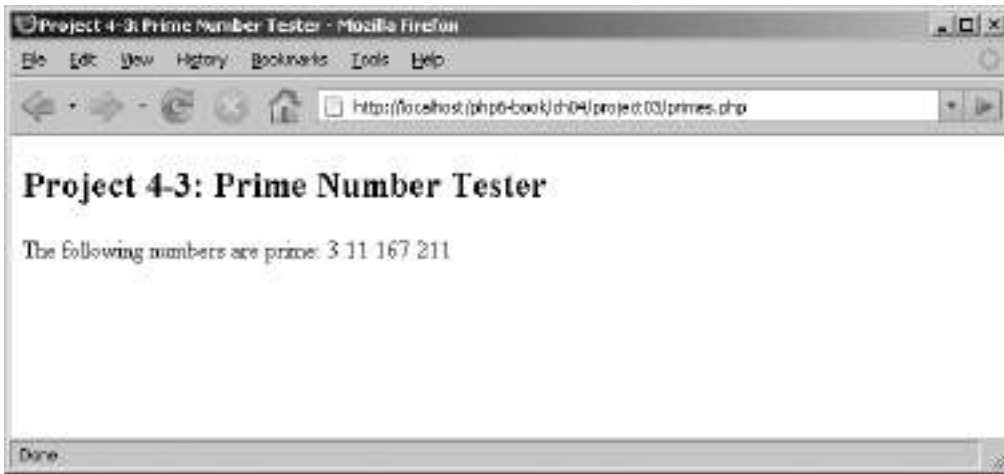 Project 4-3: Prime Number Tester - Mozilla Firefox
File Edit View History Bookmarks Tools Help
http://localhost/php6-book/ch04/project03/primes.php
Project 4-3: Prime Number Tester
The following numbers are prime: 3 11 167 211
Done